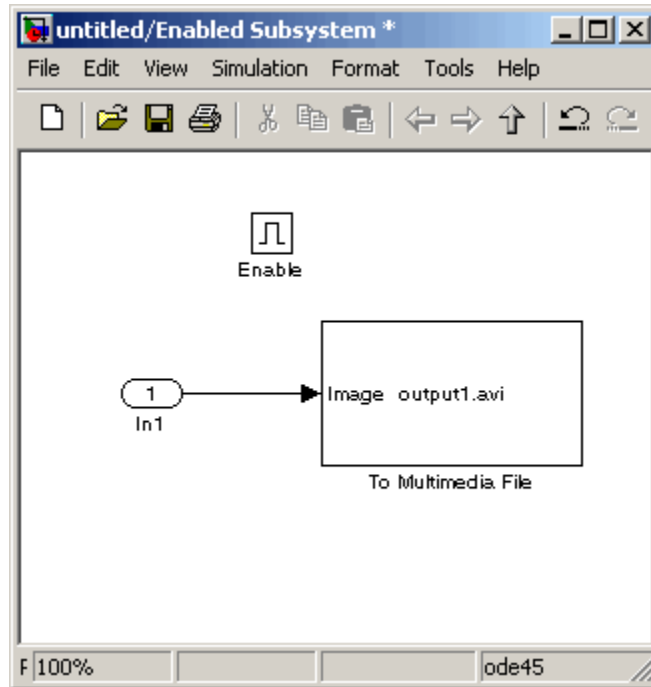 untitled/Enabled Subsystem *
File Edit View Simulation Format Tools Help
Enable
1
In1
Image output1.avi
To Multimedia File
F 100% ode45